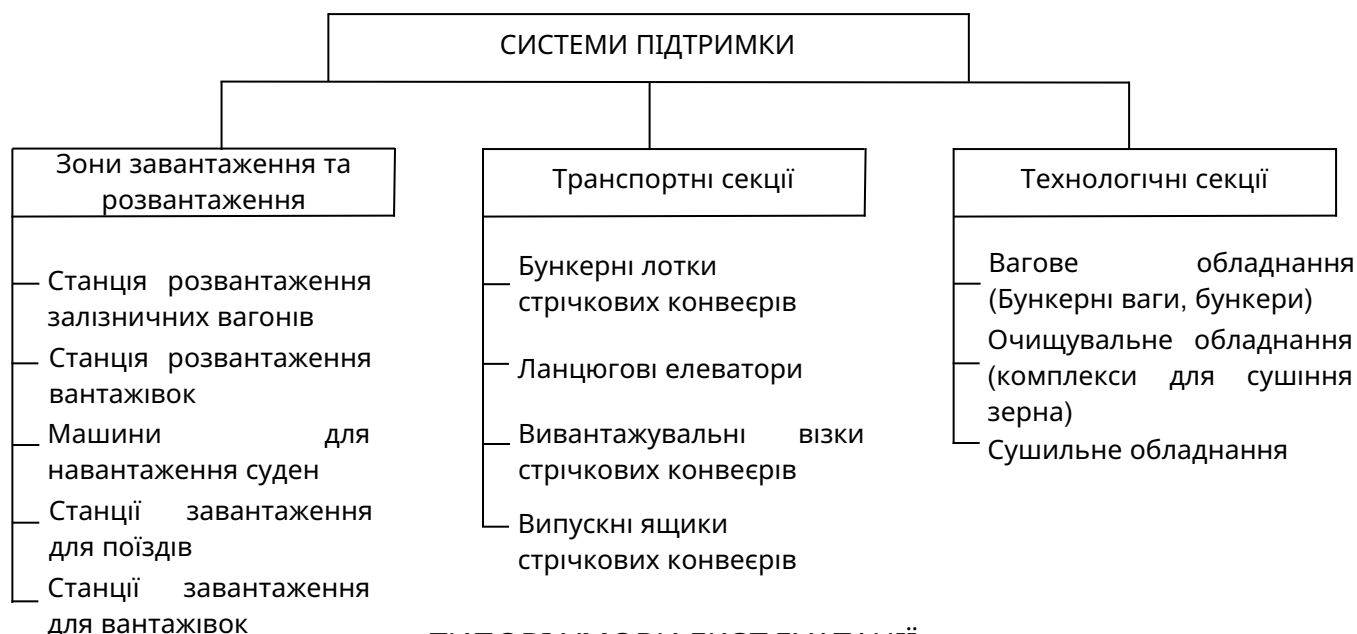 СИСТЕМИ ПІДТРИМКИ
Зони завантаження та
розвантаження
Станція розвантаження
залізничних вагонів
Станція розвантаження
вантажівок
Машини для
навантаження суден
Станції завантаження
для поїздів
Станції завантаження
для вантажівок
Транспортні секції
Бункерні лотки
стрічкових конвеєрів
Ланцюгові елеватори
Вивантажувальні візки
стрічкових конвеєрів
Випускні ящики
стрічкових конвеєрів
Технологічні секції
Вагове обладнання
(Бункерні ваги, бункери)
Очищувальне обладнання
(комплекси для сушіння
зерна)
Сушильне обладнання